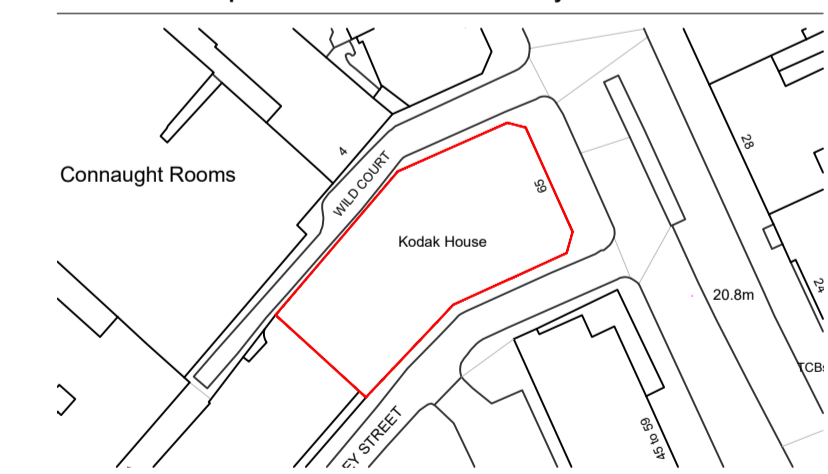 4
28
Connaught Rooms
WILD COURT
65
Kodak House
24
20.8m
TCBs
EY STREET
45 to 59